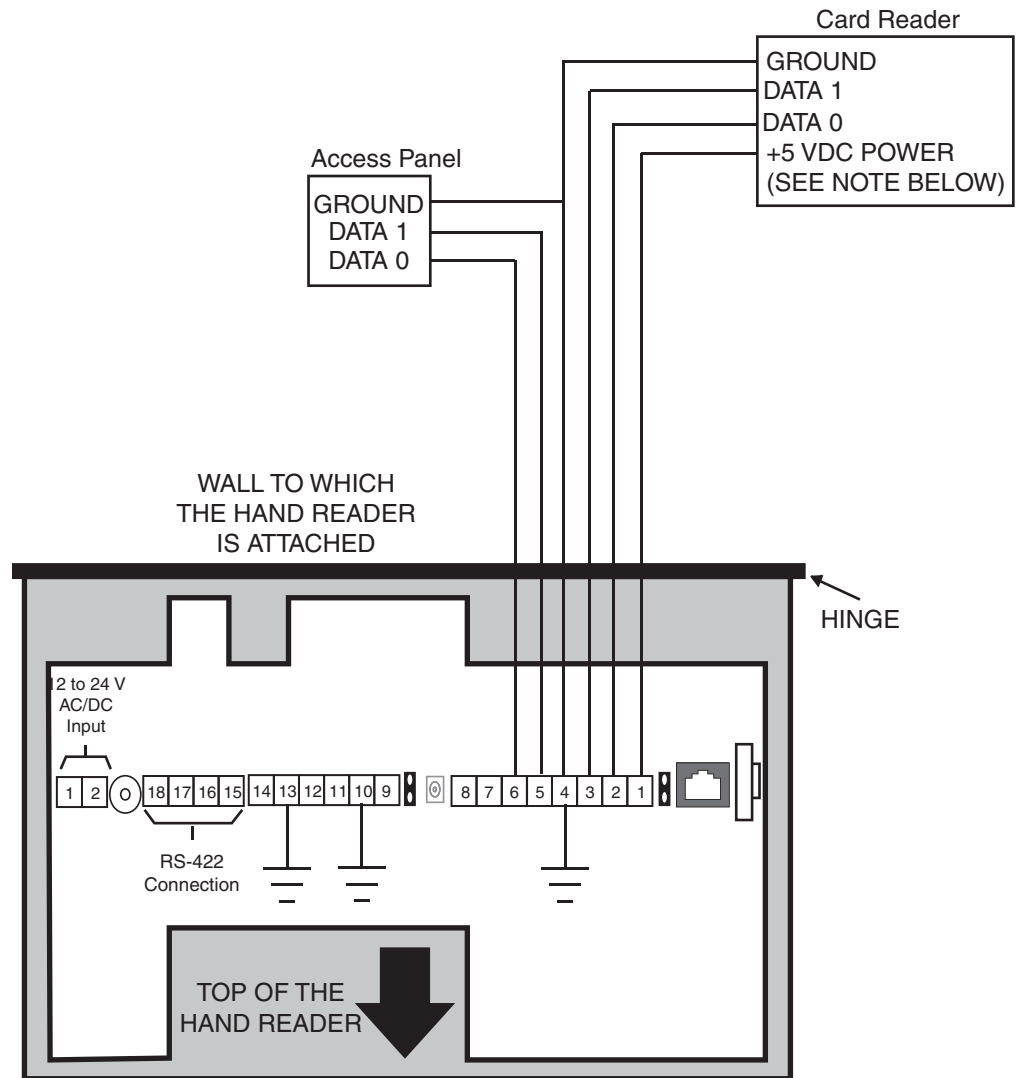 Card Reader
GROUND
DATA 1
DATA 0
+5 VDC POWER
(SEE NOTE BELOW)
Access Panel
GROUND
DATA 1
DATA 0
WALL TO WHICH
THE HAND READER
IS ATTACHED
HINGE
12 to 24 V
AC/DC
Input
1 2 18 17 16 15 14 13 12 11 10 9 8 7 6 5 4 3 2 1
RS-422
Connection
TOP OF THE
HAND READER